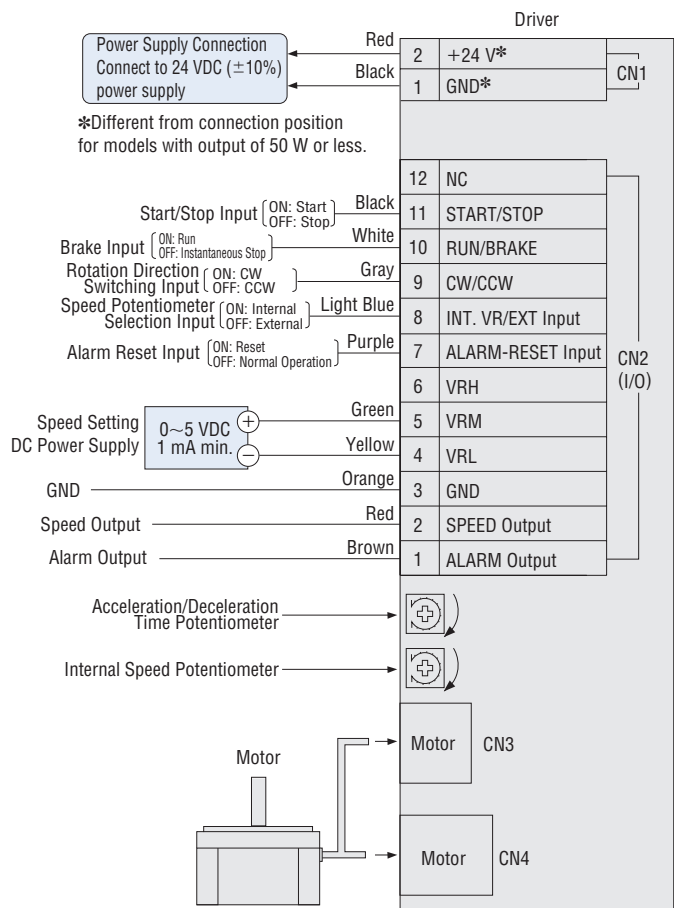 Driver
Power Supply Connection
Connect to 24 VDC (±10%)
power supply
Red
2 +24 V✻
Black
1 GND✻
CN1
✻Different from connection position
for models with output of 50 W or less.
12 NC
Start/Stop Input ON: Start
OFF: Stop
Black
11 START/STOP
Brake Input ON: Run
OFF: Instantaneous Stop
White
10 RUN/BRAKE
Rotation Direction
Switching Input ON: CW
OFF: CCW
Gray
9 CW/CCW
Speed Potentiometer
Selection Input ON: Internal
OFF: External
Light Blue
8 INT. VR/EXT Input
Alarm Reset Input ON: Reset
OFF: Normal Operation
Purple
7 ALARM-RESET Input
CN2
(I/O)
6 VRH
Speed Setting
DC Power Supply
0~5 VDC
1 mA min.
+
−
Green
5 VRM
Yellow
4 VRL
GND
Orange
3 GND
Speed Output
Red
2 SPEED Output
Alarm Output
Brown
1 ALARM Output
Acceleration/Deceleration
Time Potentiometer
Internal Speed Potentiometer
Motor
Motor CN3
Motor CN4